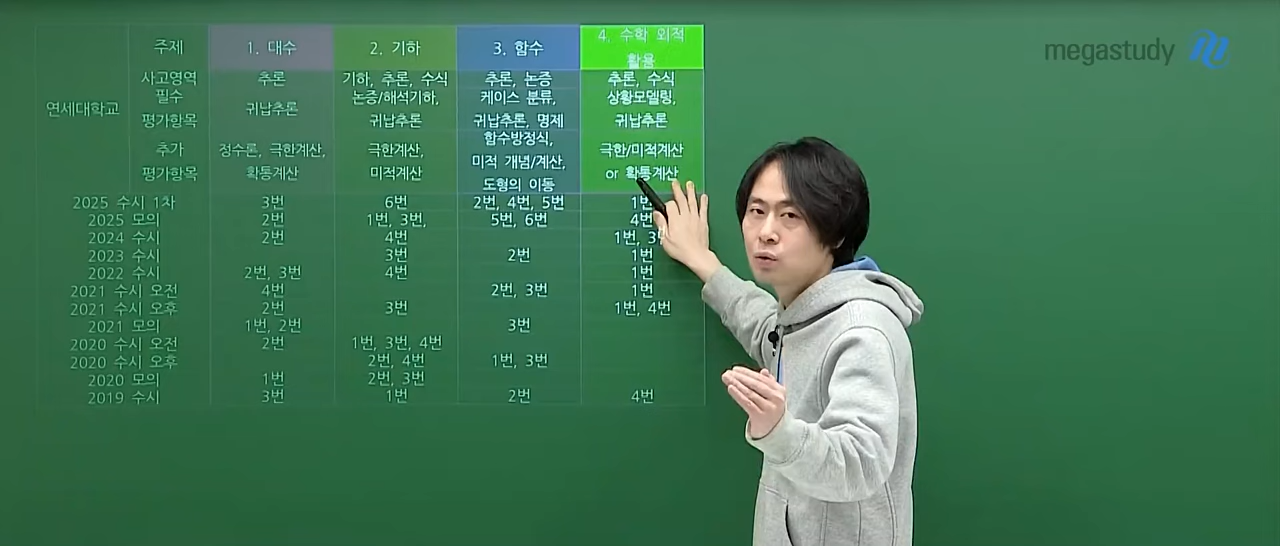 megastudy
주제 1. 대수 2. 기하 3. 함수 4. 수학 외적 활용
연세대학교
사고영역 추론 기하, 추론, 수식 추론, 논증 추론, 수식
필수 평가항목 귀납추론 논증/해석기하, 귀납추론 케이스 분류, 귀납추론, 명제 상황모델링, 귀납추론
추가 평가항목 정수론, 극한계산, 확통계산 극한계산, 미적계산 함수방정식, 미적 개념/계산, 도형의 이동 극한/미적계산 or 확통계산
2025 수시 1차 3번 6번 2번, 4번, 5번 1번
2025 모의 2번 1번, 3번, 5번, 6번 4번
2024 수시 2번 4번 1번,
2023 수시 3번 2번 1번
2022 수시 2번, 3번 4번 1번
2021 수시 오전 4번 2번, 3번 1번
2021 수시 오후 2번 3번 1번, 4번
2021 모의 1번, 2번 3번
2020 수시 오전 2번 1번, 3번, 4번
2020 수시 오후 2번, 4번 1번, 3번
2020 모의 1번 2번, 3번
2019 수시 3번 1번 2번 4번